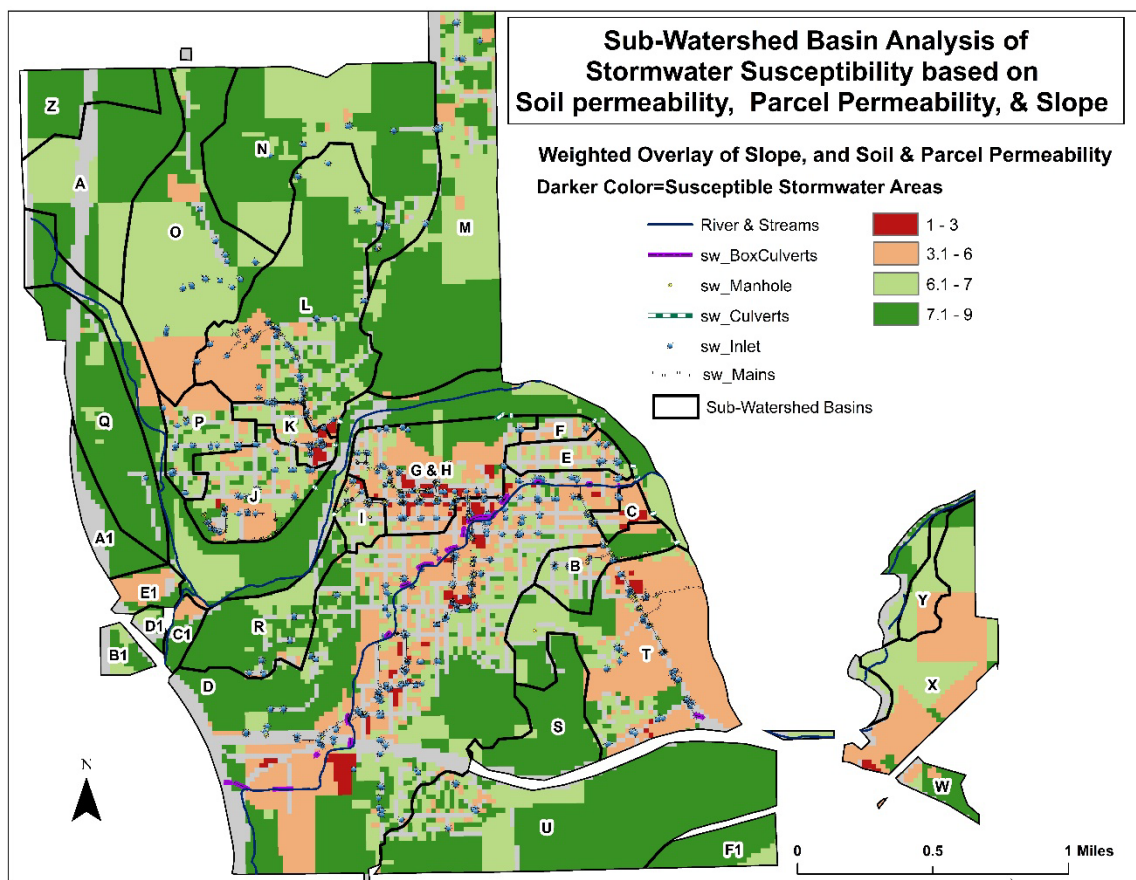 Sub-Watershed Basin Analysis of
Stormwater Susceptibility based on
Soil permeability, Parcel Permeability, & Slope
Weighted Overlay of Slope, and Soil & Parcel Permeability
Darker Color=Susceptible Stormwater Areas
River & Streams
sw_BoxCulverts
sw_Manhole
sw_Culverts
sw_Inlet
sw_Mains
Sub-Watershed Basins
1 - 3
3.1 - 6
6.1 - 7
7.1 - 9
Z
A
N
O
M
L
Q
P
K
J
G & H
F
E
I
C
A1
B
E1
D1
C1
B1
R
D
T
S
U
F1
Y
X
W
N
0 0.5 1 Miles